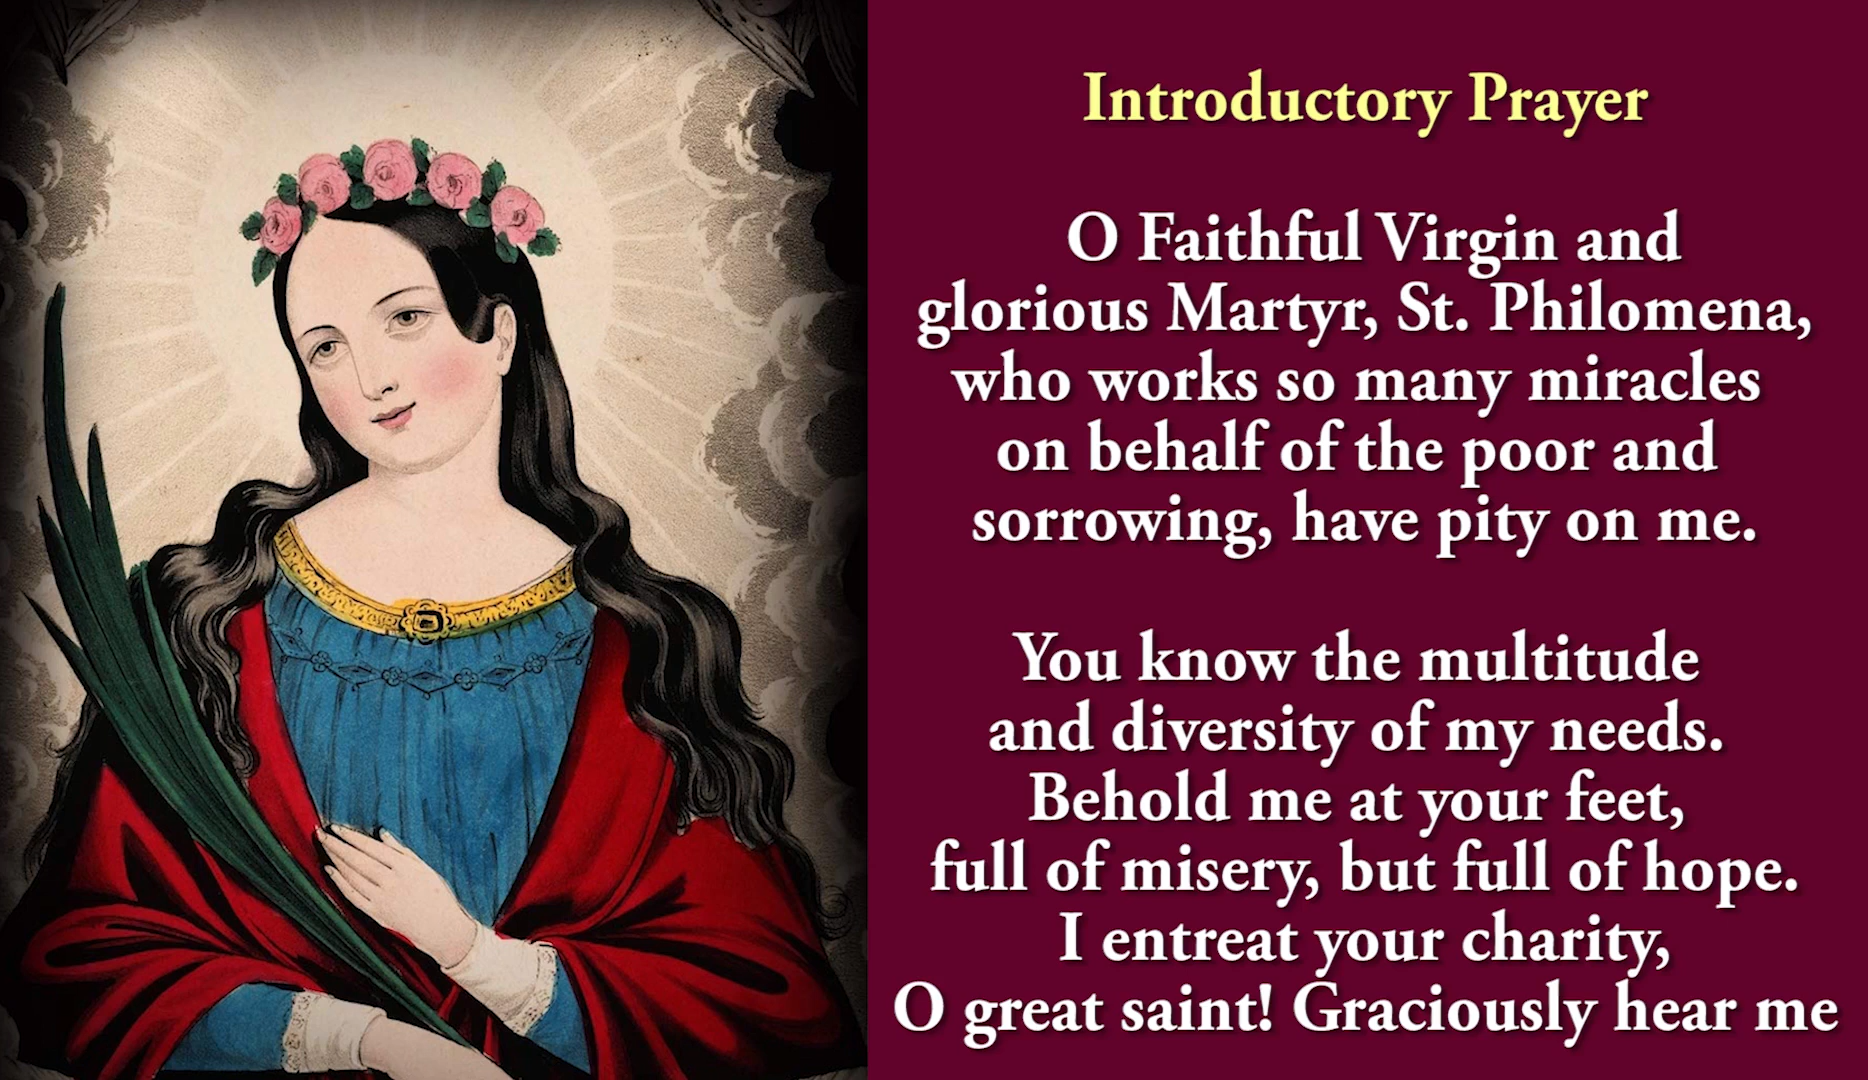 Introductory Prayer
O Faithful Virgin and
glorious Martyr, St. Philomena,
who works so many miracles
on behalf of the poor and
sorrowing, have pity on me.
You know the multitude
and diversity of my needs.
Behold me at your feet,
full of misery, but full of hope.
I entreat your charity,
O great saint! Graciously hear me